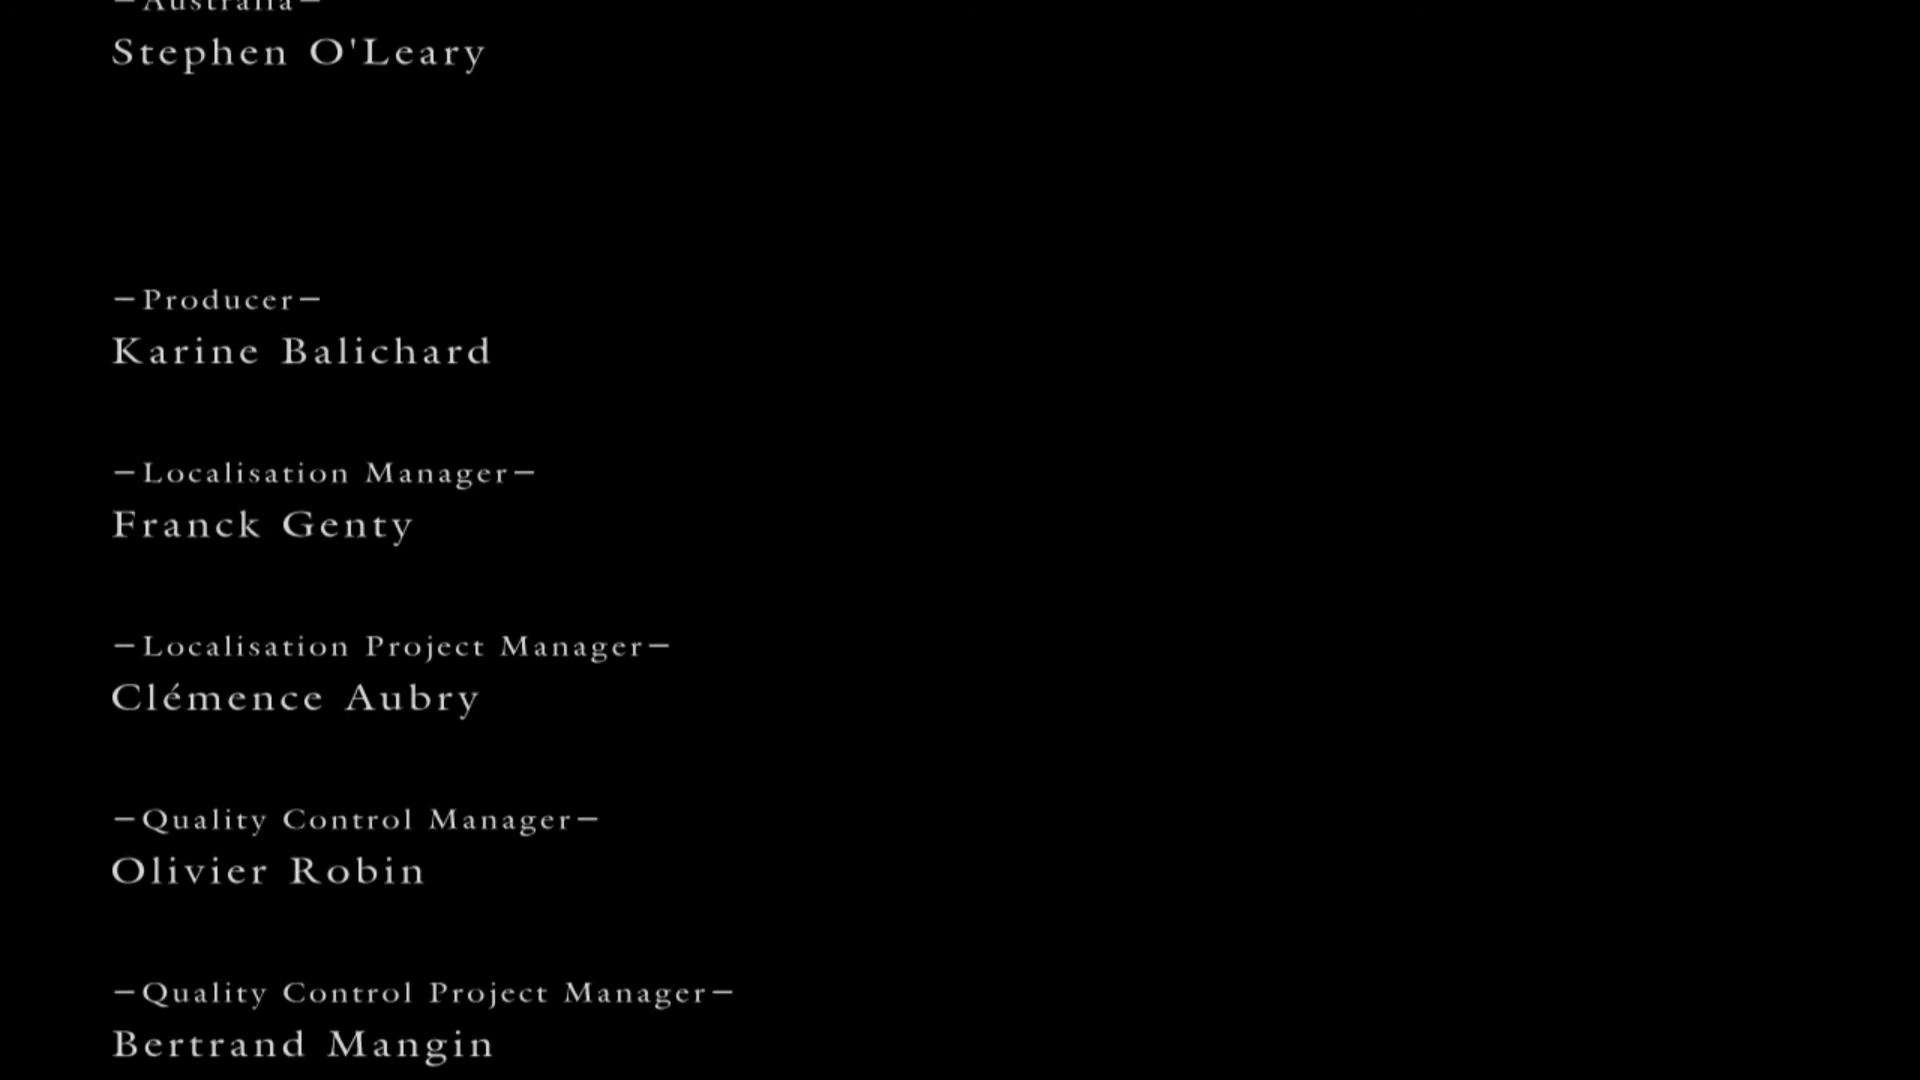 —Australia—
Stephen O'Leary
—Producer—
Karine Balichard
—Localisation Manager—
Franck Genty
—Localisation Project Manager—
Clémence Aubry
—Quality Control Manager—
Olivier Robin
—Quality Control Project Manager—
Bertrand Mangin